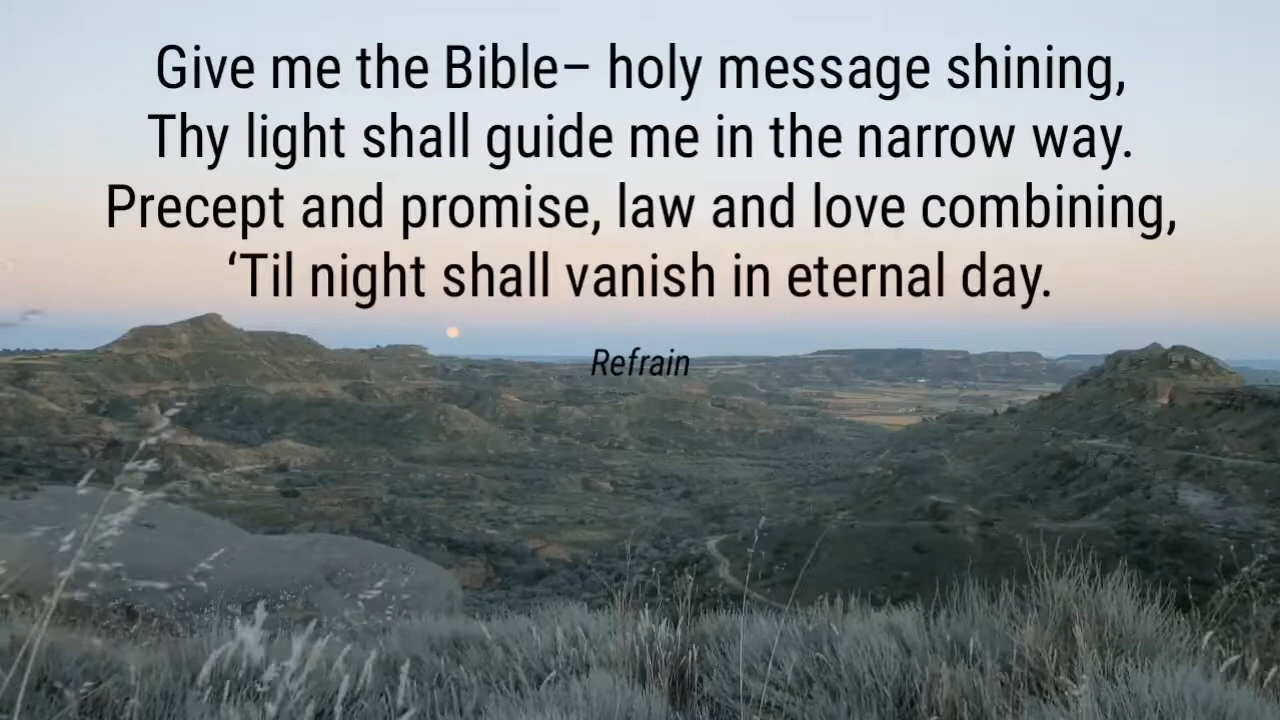 Give me the Bible– holy message shining,
Thy light shall guide me in the narrow way.
Precept and promise, law and love combining,
‘Til night shall vanish in eternal day.
Refrain